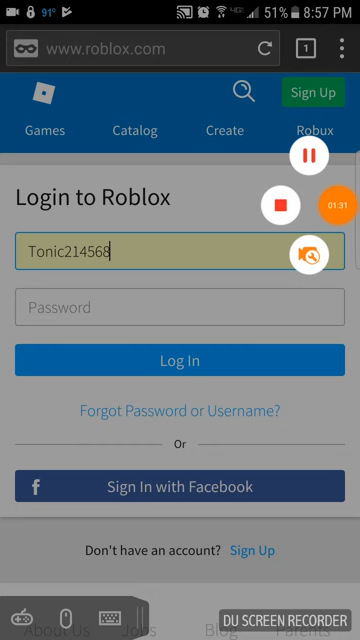 91° 4G 51% 8:57 PM
www.roblox.com 1
Sign Up
Games Catalog Create Robux
Login to Roblox
01:31
Tonic214568
Password
Log In
Forgot Password or Username?
Or
f Sign In with Facebook
Don't have an account? Sign Up
About Us Jobs Blog Parents
DU SCREEN RECORDER